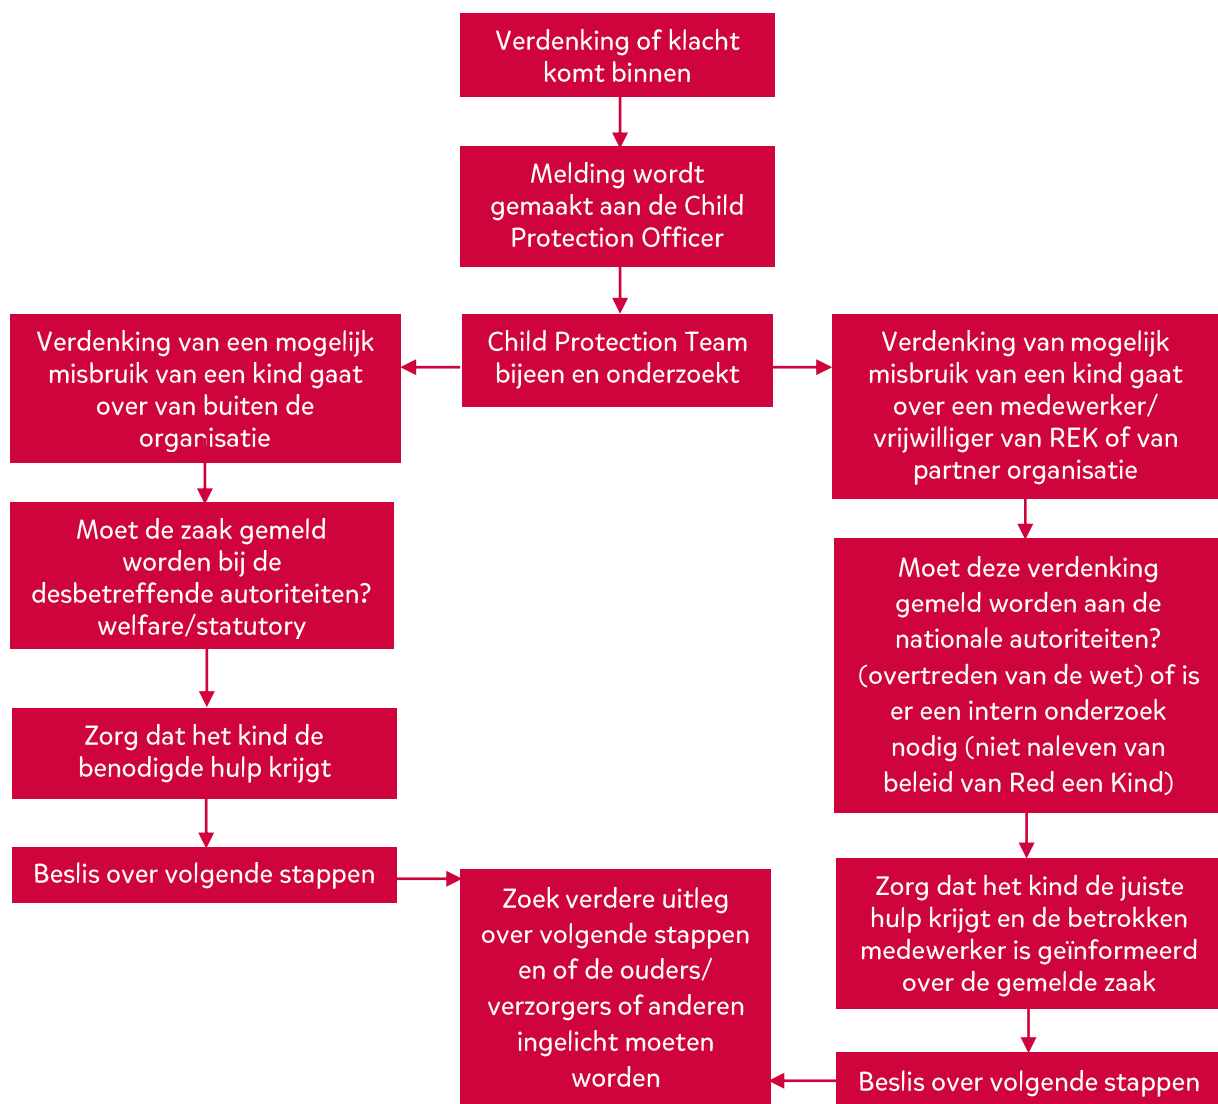 Verdenking of klacht
komt binnen
Melding wordt
gemaakt aan de Child
Protection Officer
Child Protection Team
bijeen en onderzoekt
Verdenking van een mogelijk
misbruik van een kind gaat
over van buiten de
organisatie
Moet de zaak gemeld
worden bij de
desbetreffende autoriteiten?
welfare/statutory
Zorg dat het kind de
benodigde hulp krijgt
Beslis over volgende stappen
Verdenking van mogelijk
misbruik van een kind gaat
over een medewerker/
vrijwilliger van REK of van
partner organisatie
Moet deze verdenking
gemeld worden aan de
nationale autoriteiten?
(overtreden van de wet) of is
er een intern onderzoek
nodig (niet naleven van
beleid van Red een Kind)
Zorg dat het kind de juiste
hulp krijgt en de betrokken
medewerker is geïnformeerd
over de gemelde zaak
Beslis over volgende stappen
Zoek verdere uitleg
over volgende stappen
en of de ouders/
verzorgers of anderen
ingelicht moeten
worden